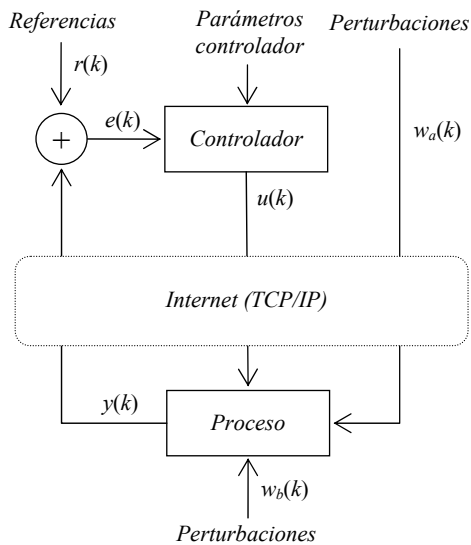 Referencias
Parámetros
controlador
Perturbaciones
r(k)
e(k)
+
Controlador
wa(k)
u(k)
Internet (TCP/IP)
y(k)
Proceso
wb(k)
Perturbaciones